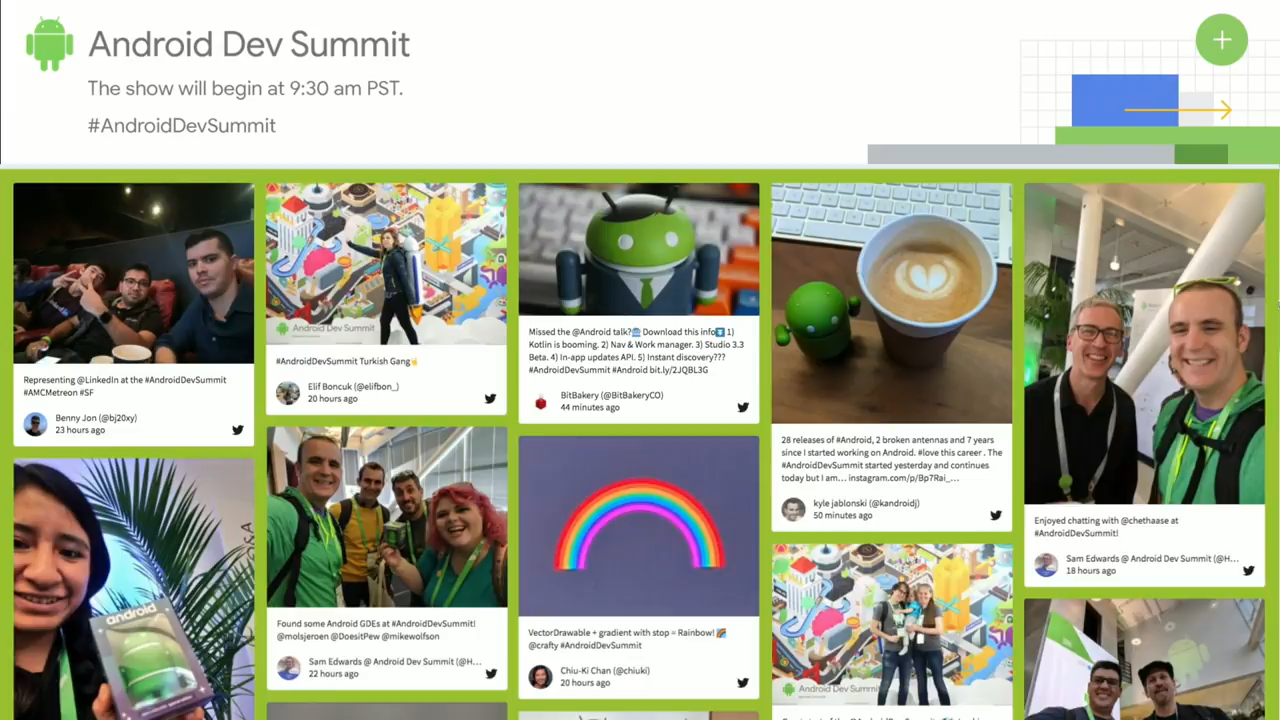 Android Dev Summit
The show will begin at 9:30 am PST.
#AndroidDevSummit
Representing @LinkedIn at the #AndroidDevSummit
#AMCMetreon #SF
Benny Jon (@bj20xy)
23 hours ago
android
Android Dev Summit
#AndroidDevSummit Turkish Gang
Elif Boncuk (@elifbon_)
20 hours ago
Found some Android GDEs at #AndroidDevSummit!
@molsjeroen @DoesitPew @mikewolfson
Sam Edwards @ Android Dev Summit (@H...
22 hours ago
Missed the @Android talk? Download this info 1)
Kotlin is booming. 2) Nav & Work manager. 3) Studio 3.3
Beta. 4) In-app updates API. 5) Instant discovery???
#AndroidDevSummit #Android bit.ly/2JQBL3G
BitBakery (@BitBakeryCO)
44 minutes ago
VectorDrawable + gradient with stop = Rainbow!
@crafty #AndroidDevSummit
Chiu-Ki Chan (@chiuki)
20 hours ago
28 releases of #Android, 2 broken antennas and 7 years
since I started working on Android. #love this career . The
#AndroidDevSummit started yesterday and continues
today but I am... instagram.com/p/Bp7Rai_...
kyle jablonski (@kandroidj)
50 minutes ago
Android Dev Summit
Enjoyed chatting with @chethaase at
#AndroidDevSummit!
Sam Edwards @ Android Dev Summit (@H...
18 hours ago